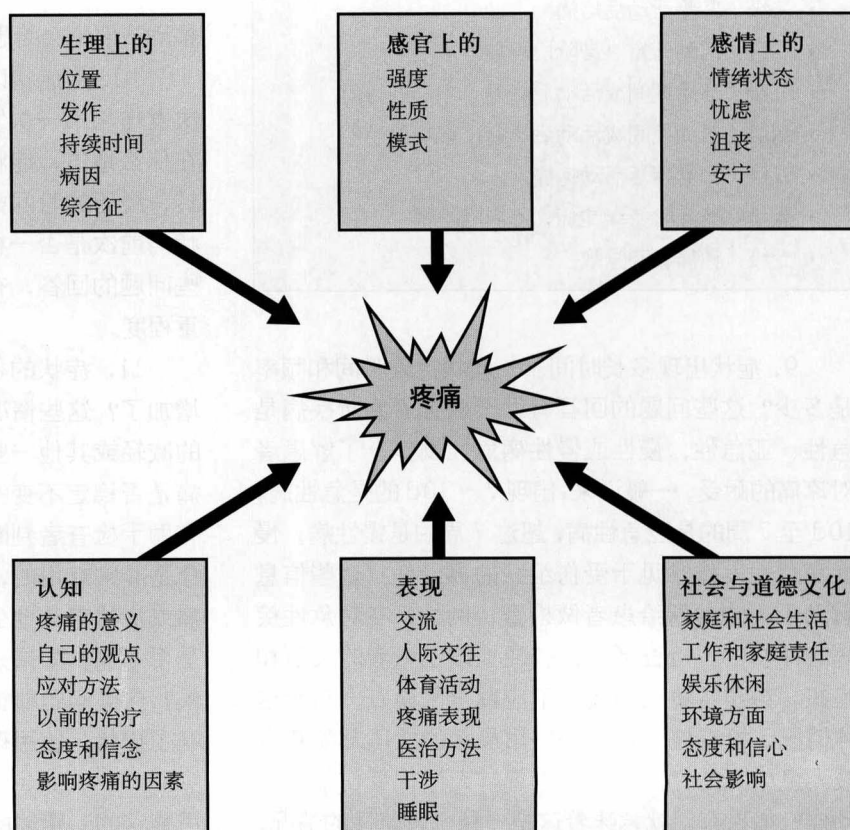 生理上的
位置
发作
持续时间
病因
综合征
感官上的
强度
性质
模式
感情上的
情绪状态
忧虑
沮丧
安宁
疼痛
认知
疼痛的意义
自己的观点
应对方法
以前的治疗
态度和信念
影响疼痛的因素
表现
交流
人际交往
体育活动
疼痛表现
医治方法
干涉
睡眠
社会与道德文化
家庭和社会生活
工作和家庭责任
娱乐休闲
环境方面
态度和信心
社会影响